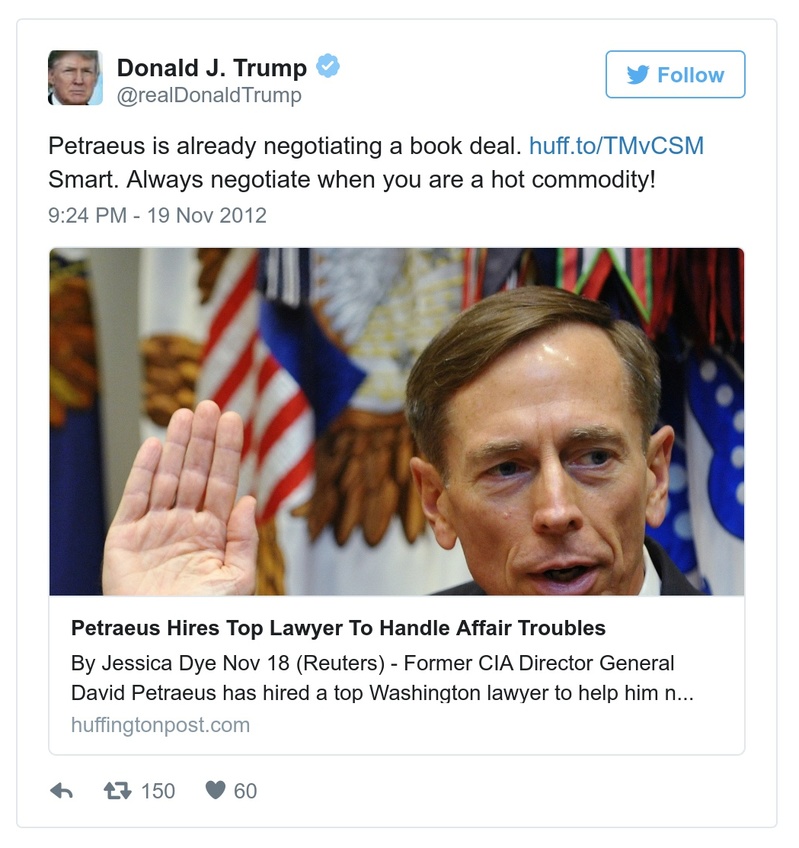 Donald J. Trump
@realDonaldTrump
Follow
Petraeus is already negotiating a book deal. huff.to/TMvCSM
Smart. Always negotiate when you are a hot commodity!
9:24 PM - 19 Nov 2012
Petraeus Hires Top Lawyer To Handle Affair Troubles
By Jessica Dye Nov 18 (Reuters) - Former CIA Director General
David Petraeus has hired a top Washington lawyer to help him n...
huffingtonpost.com
150
60